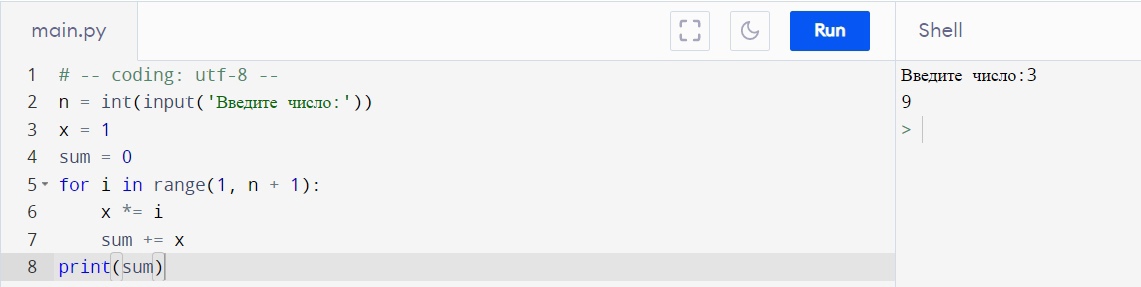 main.py Run Shell
1 # -- coding: utf-8 --
2 n = int(input('Введите число:'))
3 x = 1
4 sum = 0
5 for i in range(1, n + 1):
6     x *= i
7     sum += x
8 print(sum)
Введите число:3
9
>